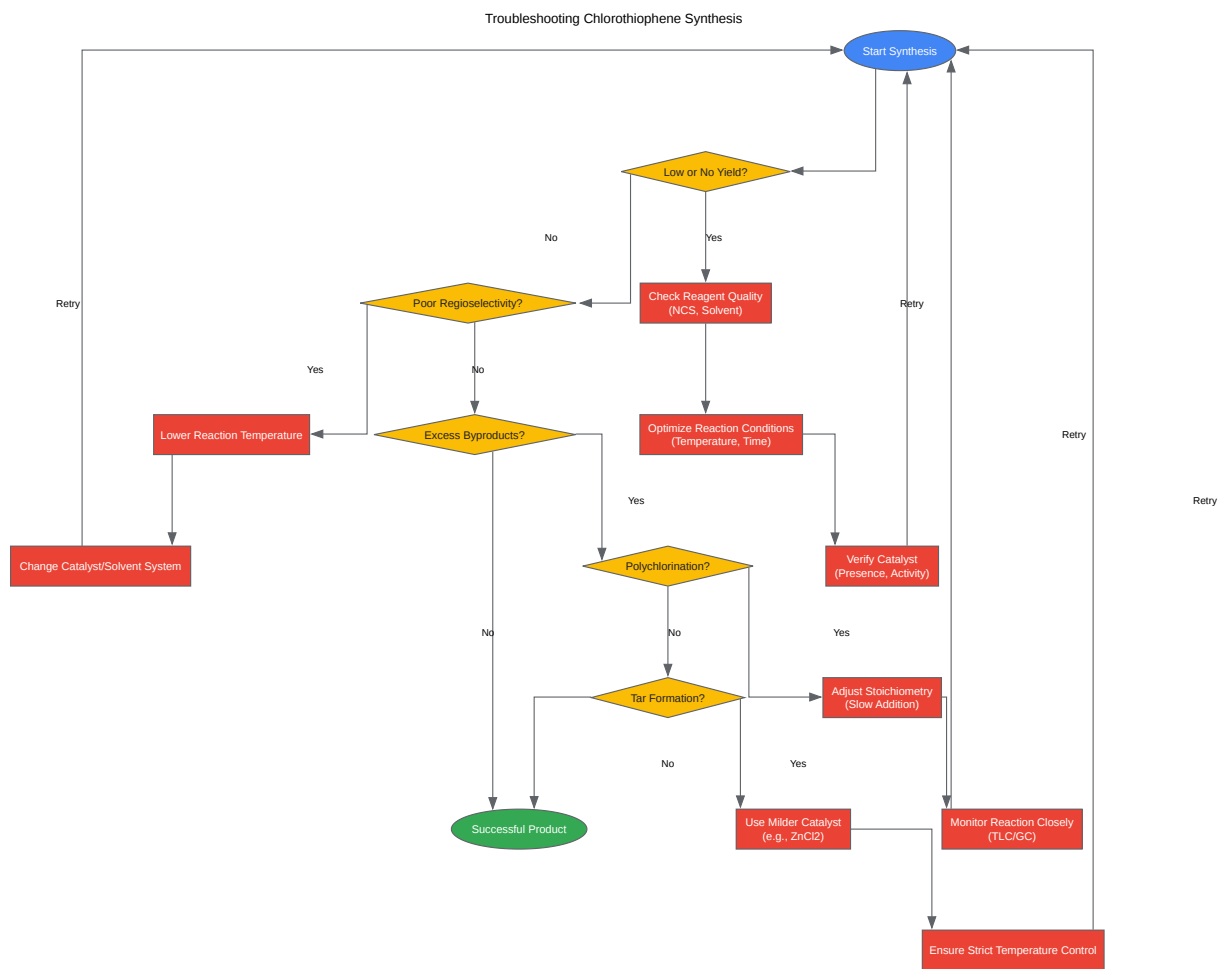 Troubleshooting Chlorothiophene Synthesis
Start Synthesis
Low or No Yield?
No
Yes
Retry
Poor Regioselectivity?
Check Reagent Quality
(NCS, Solvent)
Retry
Yes
No
Lower Reaction Temperature
Excess Byproducts?
Optimize Reaction Conditions
(Temperature, Time)
Retry
Yes
Retry
Change Catalyst/Solvent System
Polychlorination?
Verify Catalyst
(Presence, Activity)
No
No
Yes
Tar Formation?
Adjust Stoichiometry
(Slow Addition)
No
Yes
Successful Product
Use Milder Catalyst
(e.g., ZnCl2)
Monitor Reaction Closely
(TLC/GC)
Ensure Strict Temperature Control